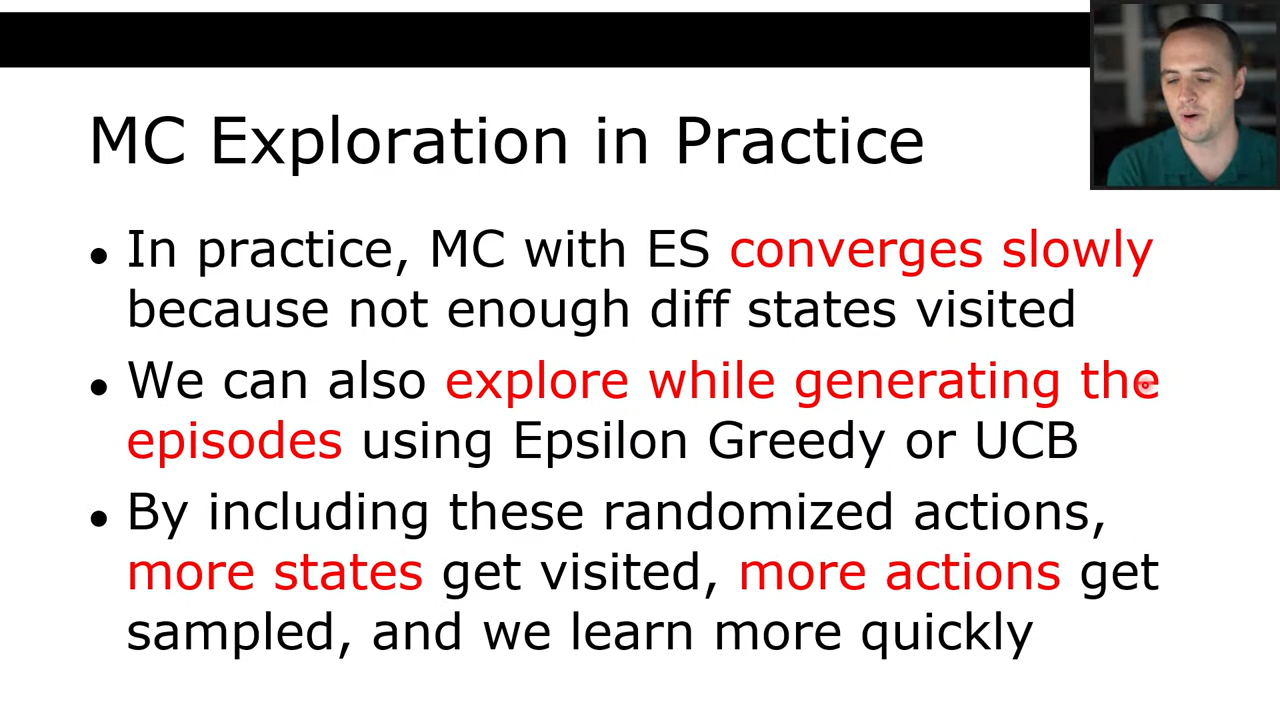 MC Exploration in Practice
• In practice, MC with ES converges slowly
because not enough diff states visited
• We can also explore while generating the
episodes using Epsilon Greedy or UCB
• By including these randomized actions,
more states get visited, more actions get
sampled, and we learn more quickly